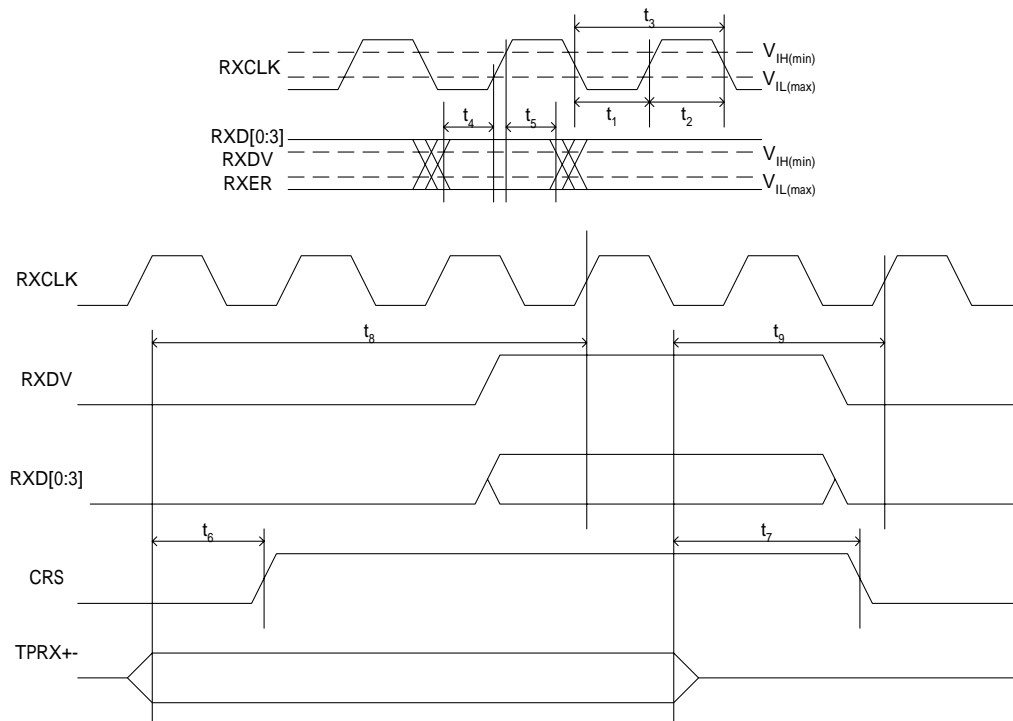 t3
RXCLK
VIH(min)
VIL(max)
t4
t5
t1
t2
RXD[0:3]
RXDV
RXER
VIH(min)
VIL(max)
RXCLK
t8
t9
RXDV
RXD[0:3]
t6
t7
CRS
TPRX+-